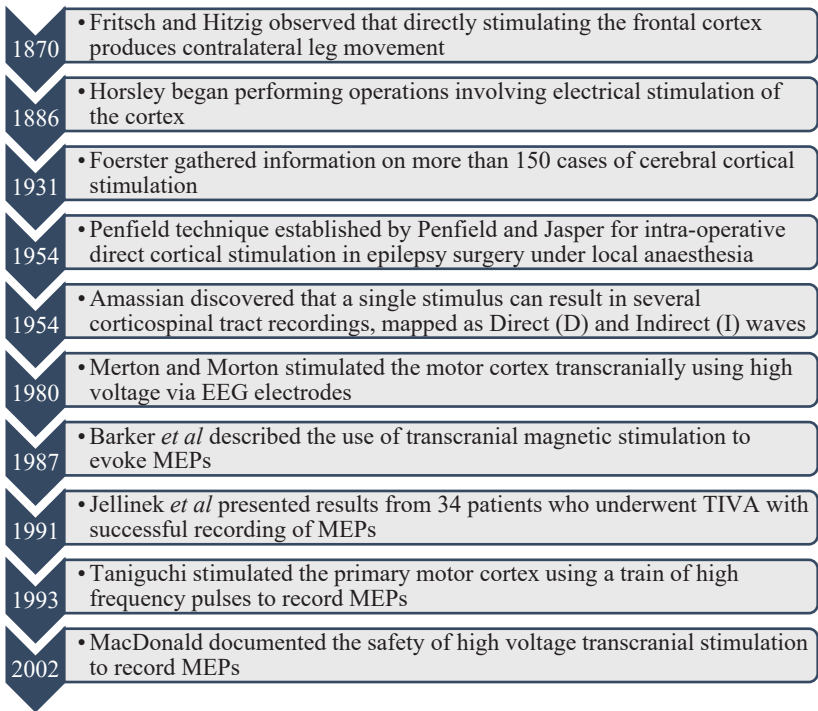 1870
• Fritsch and Hitzig observed that directly stimulating the frontal cortex
produces contralateral leg movement
1886
• Horsley began performing operations involving electrical stimulation of
the cortex
1931
• Foerster gathered information on more than 150 cases of cerebral cortical
stimulation
1954
• Penfield technique established by Penfield and Jasper for intra-operative
direct cortical stimulation in epilepsy surgery under local anaesthesia
1954
• Amassian discovered that a single stimulus can result in several
corticospinal tract recordings, mapped as Direct (D) and Indirect (I) waves
1980
• Merton and Morton stimulated the motor cortex transcranially using high
voltage via EEG electrodes
1987
• Barker et al described the use of transcranial magnetic stimulation to
evoke MEPs
1991
• Jellinek et al presented results from 34 patients who underwent TIVA with
successful recording of MEPs
1993
• Taniguchi stimulated the primary motor cortex using a train of high
frequency pulses to record MEPs
2002
• MacDonald documented the safety of high voltage transcranial stimulation
to record MEPs